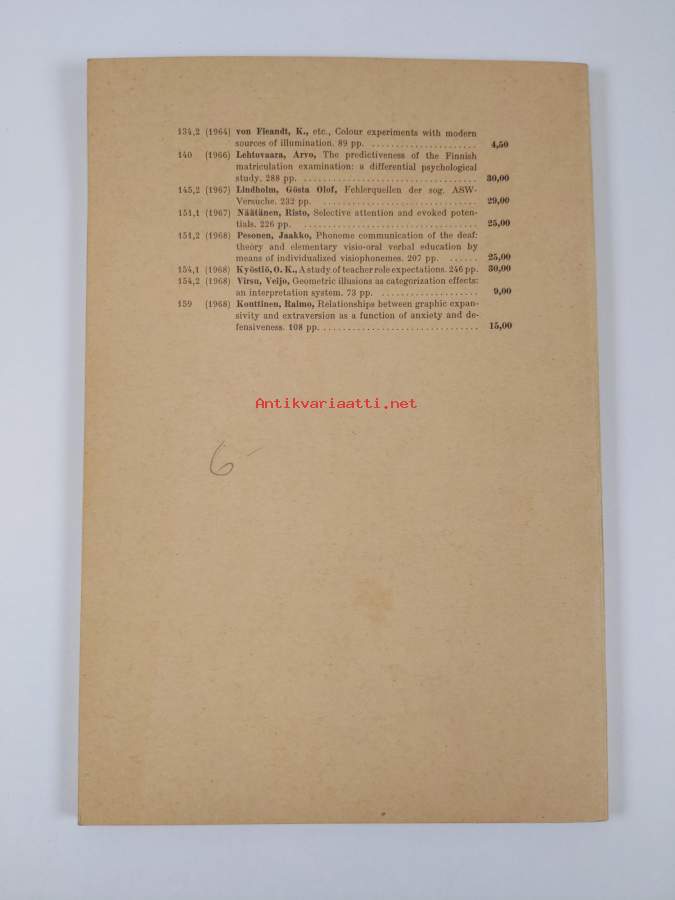 134,2 (1964) von Fieandt, K., etc., Colour experiments with modern
sources of illumination. 89 pp. ....................... 4,50
140 (1966) Lehtovaara, Arvo, The predictiveness of the Finnish
matriculation examination: a differential psychological
study. 288 pp. ................................... 30,00
145,2 (1967) Lindholm, Gösta Olof, Fehlerquellen der sog. ASW-
Versuche. 232 pp. ............................... 29,00
151,1 (1967) Näätänen, Risto, Selective attention and evoked poten-
tials. 226 pp. ................................... 25,00
151,2 (1968) Pesonen, Jaakko, Phoneme communication of the deaf:
theory and elementary visio-oral verbal education by
means of individualized visiophonemes. 207 pp. ...... 25,00
154,1 (1968) Kyöstiö, O. K., A study of teacher role expectations. 246 pp. 30,00
154,2 (1968) Virsu, Veijo, Geometric illusions as categorization effects:
an interpretation system. 73 pp. .................... 9,00
159 (1968) Konttinen, Raimo, Relationships between graphic expan-
sivity and extraversion as a function of anxiety and de-
fensiveness. 108 pp. ................................ 15,00
Antikvariaatti.net
6-